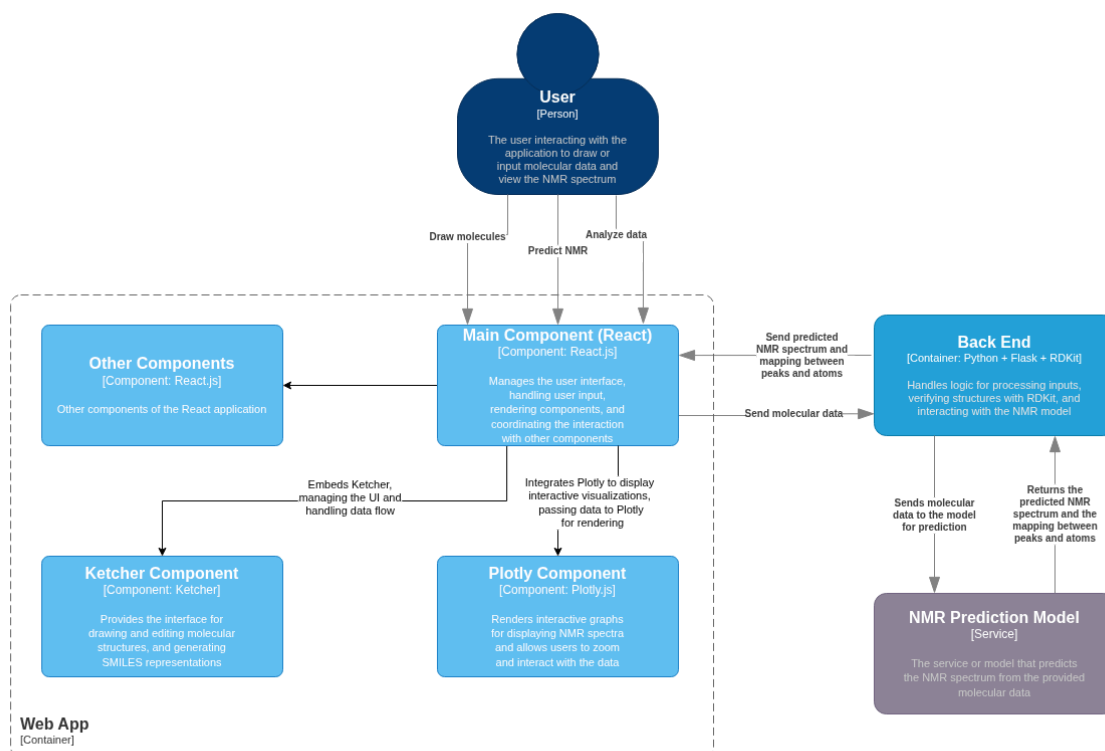 User
[Person]
The user interacting with the
application to draw or
input molecular data and
view the NMR spectrum
Draw molecules
Predict NMR
Analyze data
Other Components
[Component: React.js]
Other components of the React application
Main Component (React)
[Component: React.js]
Manages the user interface,
handling user input,
rendering components, and
coordinating the interaction
with other components
Send predicted
NMR spectrum and
mapping between
peaks and atoms
Send molecular data
Back End
[Container: Python + Flask + RDKit]
Handles logic for processing inputs,
verifying structures with RDKit, and
interacting with the NMR model
Embeds Ketcher,
managing the UI and
handling data flow
Integrates Plotly to display
interactive visualizations,
passing data to Plotly
for rendering
Sends molecular
data to the model
for prediction
Returns the
predicted NMR
spectrum and the
mapping between
peaks and atoms
Ketcher Component
[Component: Ketcher]
Provides the interface for
drawing and editing molecular
structures, and generating
SMILES representations
Plotly Component
[Component: Plotly.js]
Renders interactive graphs
for displaying NMR spectra
and allows users to zoom
and interact with the data
NMR Prediction Model
[Service]
The service or model that predicts
the NMR spectrum from the provided
molecular data
Web App
[Container]